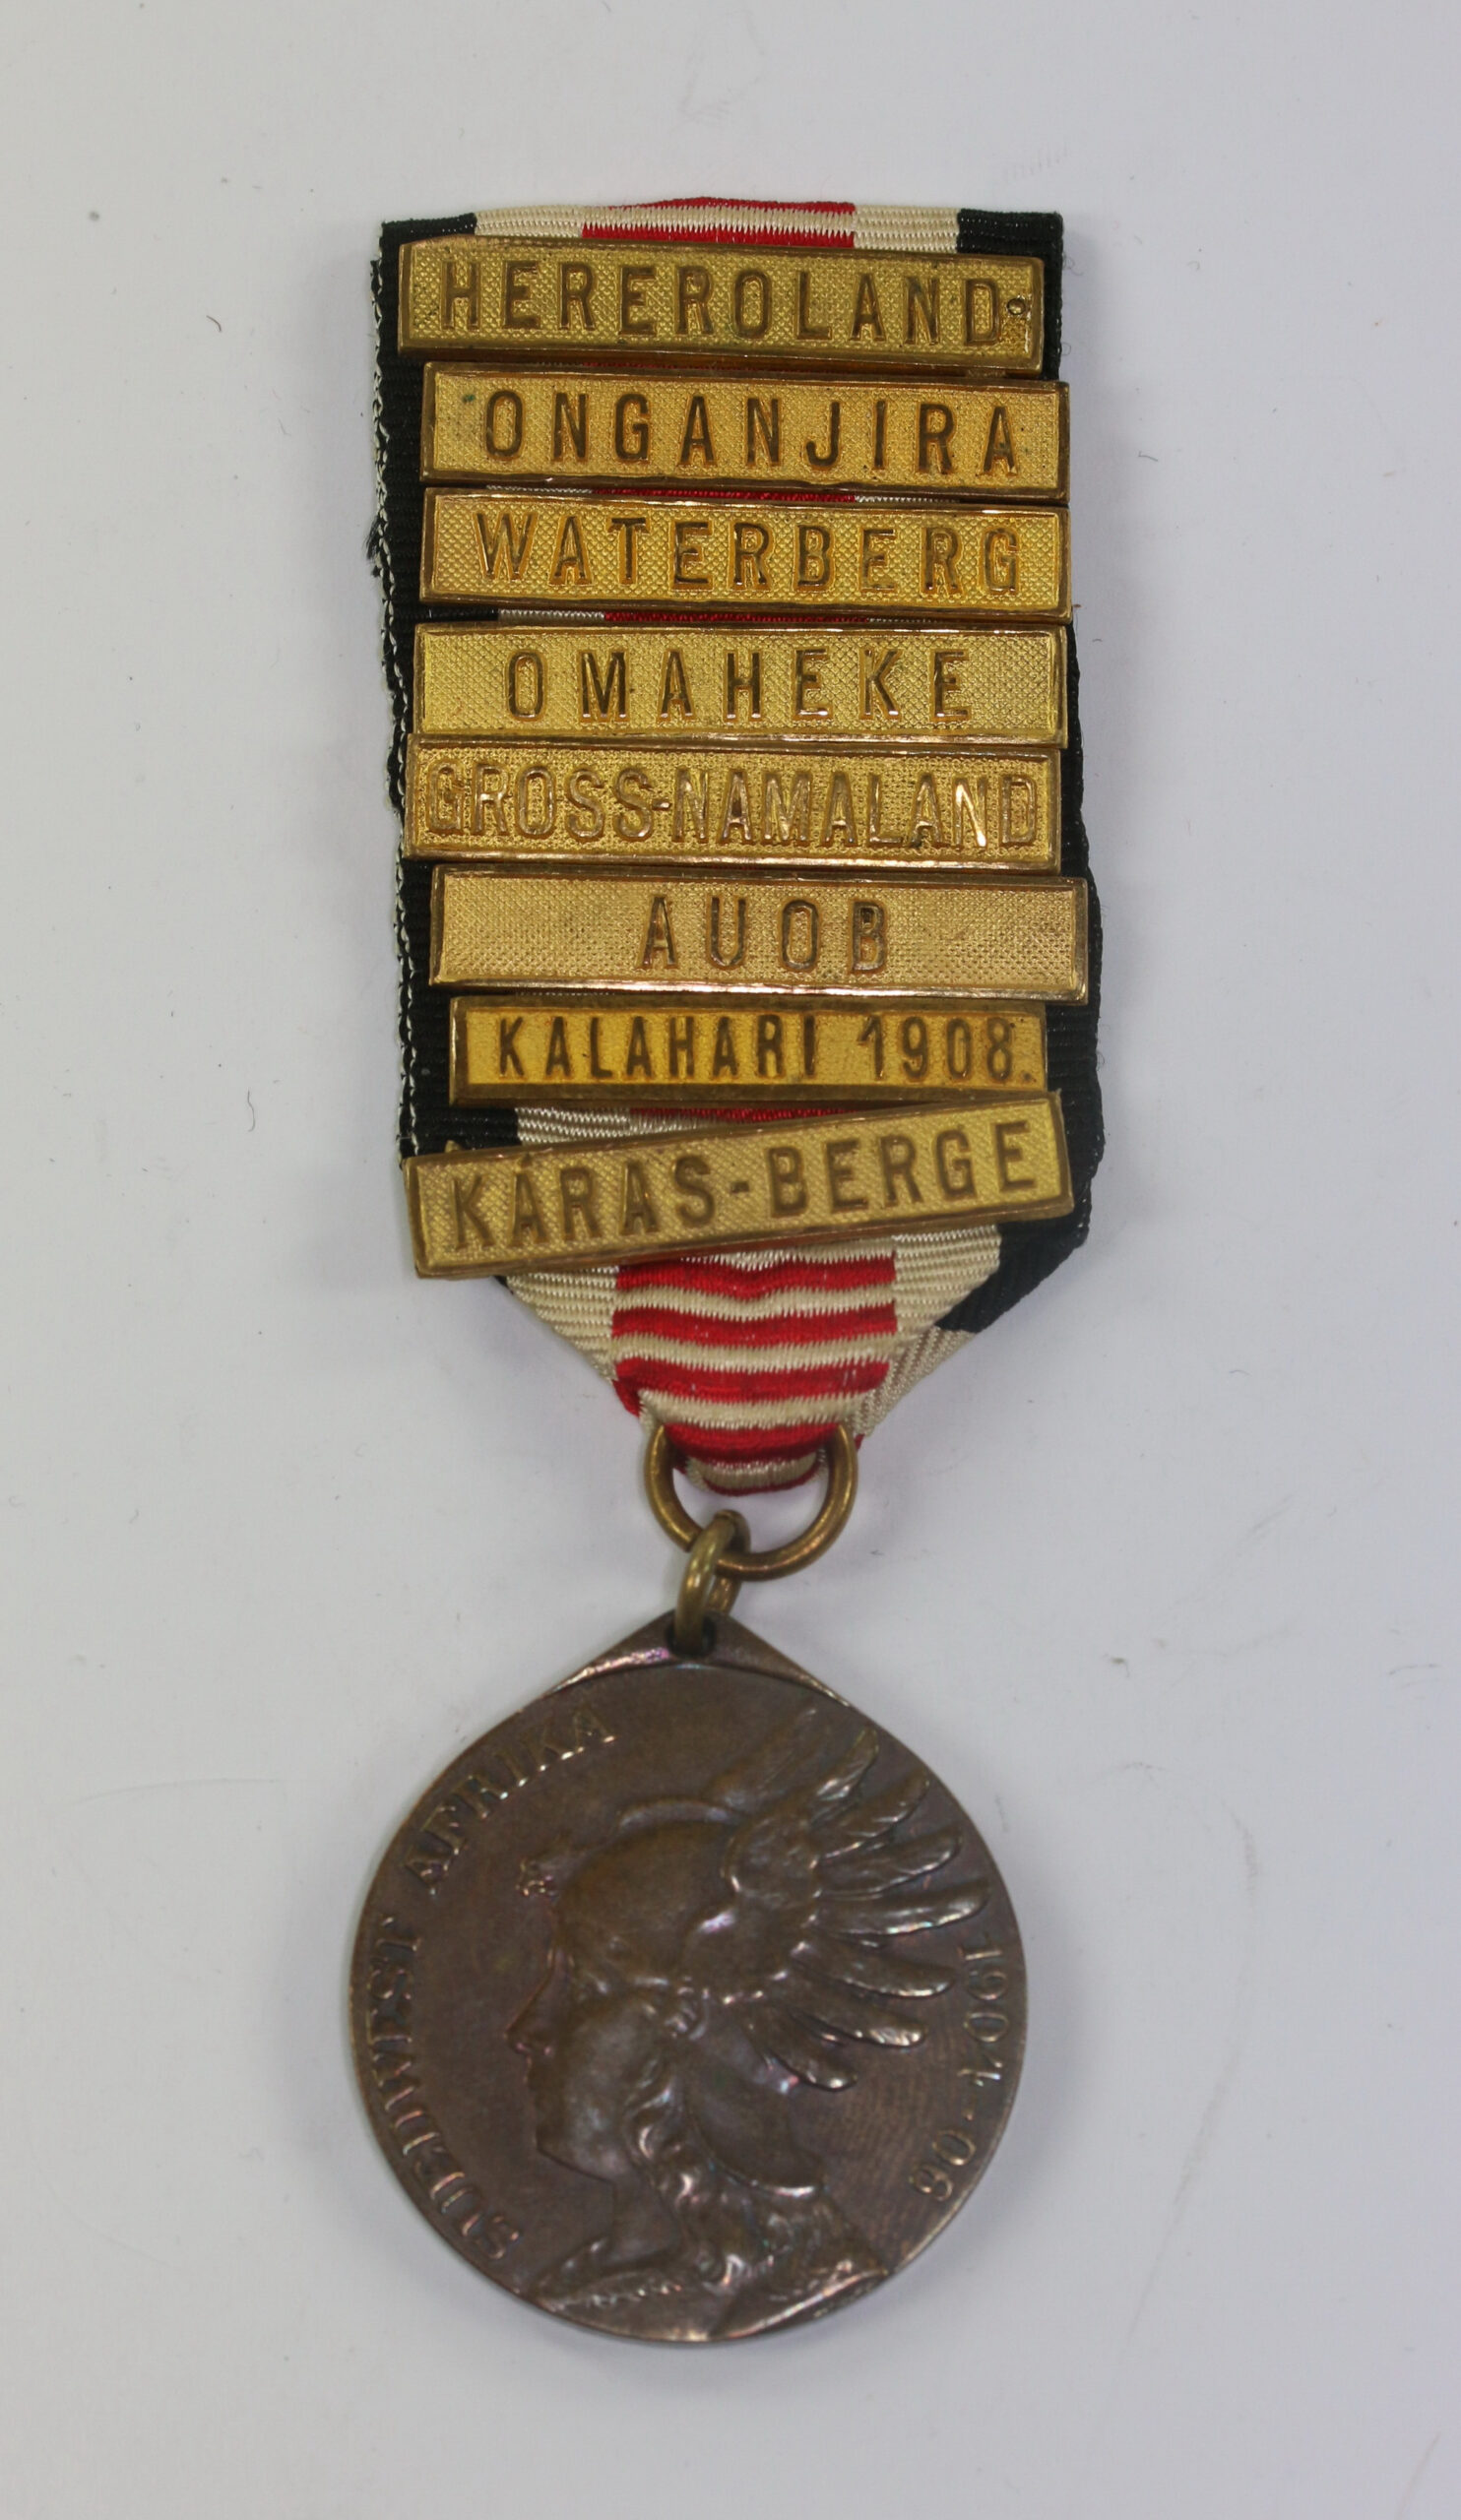 HEREROLAND
ONGANJIRA
WATERBERG
OMAHEKE
GROSS-NAMALAND
AUOB
KALAHARI 1908.
KARAS-BERGE
SUEDWEST AFRIKA
1904-08